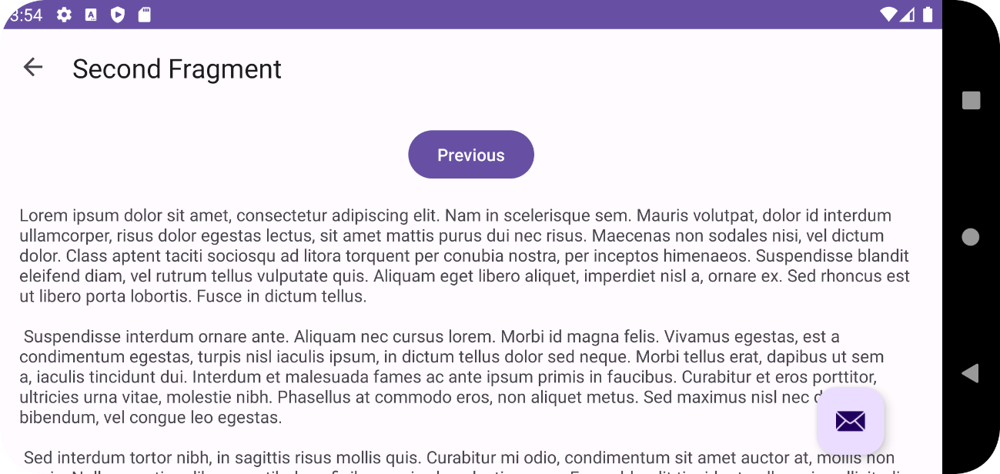 3:54
Second Fragment
Previous
Lorem ipsum dolor sit amet, consectetur adipiscing elit. Nam in scelerisque sem. Mauris volutpat, dolor id interdum
ullamcorper, risus dolor egestas lectus, sit amet mattis purus dui nec risus. Maecenas non sodales nisi, vel dictum
dolor. Class aptent taciti sociosqu ad litora torquent per conubia nostra, per inceptos himenaeos. Suspendisse blandit
eleifend diam, vel rutrum tellus vulputate quis. Aliquam eget libero aliquet, imperdiet nisl a, ornare ex. Sed rhoncus est
ut libero porta lobortis. Fusce in dictum tellus.
Suspendisse interdum ornare ante. Aliquam nec cursus lorem. Morbi id magna felis. Vivamus egestas, est a
condimentum egestas, turpis nisl iaculis ipsum, in dictum tellus dolor sed neque. Morbi tellus erat, dapibus ut sem
a, iaculis tincidunt dui. Interdum et malesuada fames ac ante ipsum primis in faucibus. Curabitur et eros porttitor,
ultricies urna vitae, molestie nibh. Phasellus at commodo eros, non aliquet metus. Sed maximus nisl nec
bibendum, vel congue leo egestas.
Sed interdum tortor nibh, in sagittis risus mollis quis. Curabitur mi odio, condimentum sit amet auctor at, mollis non